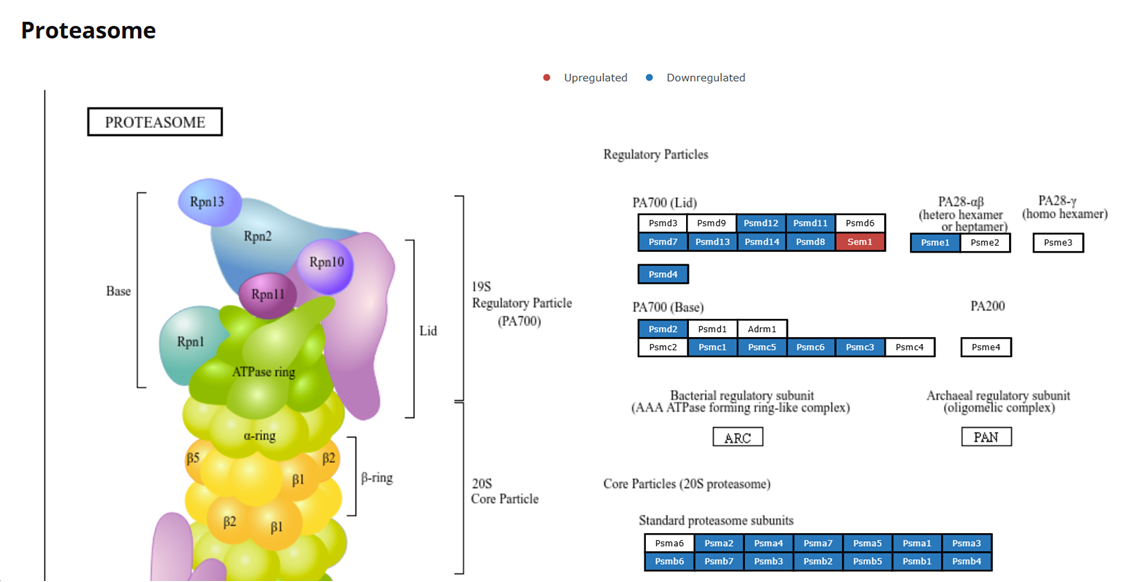 Proteasome
Upregulated Downregulated
PROTEASOME
Rpn13
Rpn2
Rpn10
Rpn11
Base
Rpn1
ATPase ring
Lid
19S
Regulatory Particle
(PA700)
α-ring
β5
β2
β1
β-ring
β2
β1
20S
Core Particle
Regulatory Particles
PA700 (Lid)
Psmd3 Psmd9 Psmd12 Psmd11 Psmd6
Psmd7 Psmd13 Psmd14 Psmd8 Sem1
Psmd4
PA28-αβ
(hetero hexamer
or heptamer)
Psme1 Psme2
PA28-γ
(homo hexamer)
Psme3
PA700 (Base)
Psmd2 Psmd1 Adrm1
Psmc2 Psmc1 Psmc5 Psmc6 Psmc3 Psmc4
PA200
Psme4
Bacterial regulatory subunit
(AAA ATPase forming ring-like complex)
ARC
Archaeal regulatory subunit
(oligomelic complex)
PAN
Core Particles (20S proteasome)
Standard proteasome subunits
Psma6 Psma2 Psma4 Psma7 Psma5 Psma1 Psma3
Psmb6 Psmb7 Psmb3 Psmb2 Psmb5 Psmb1 Psmb4